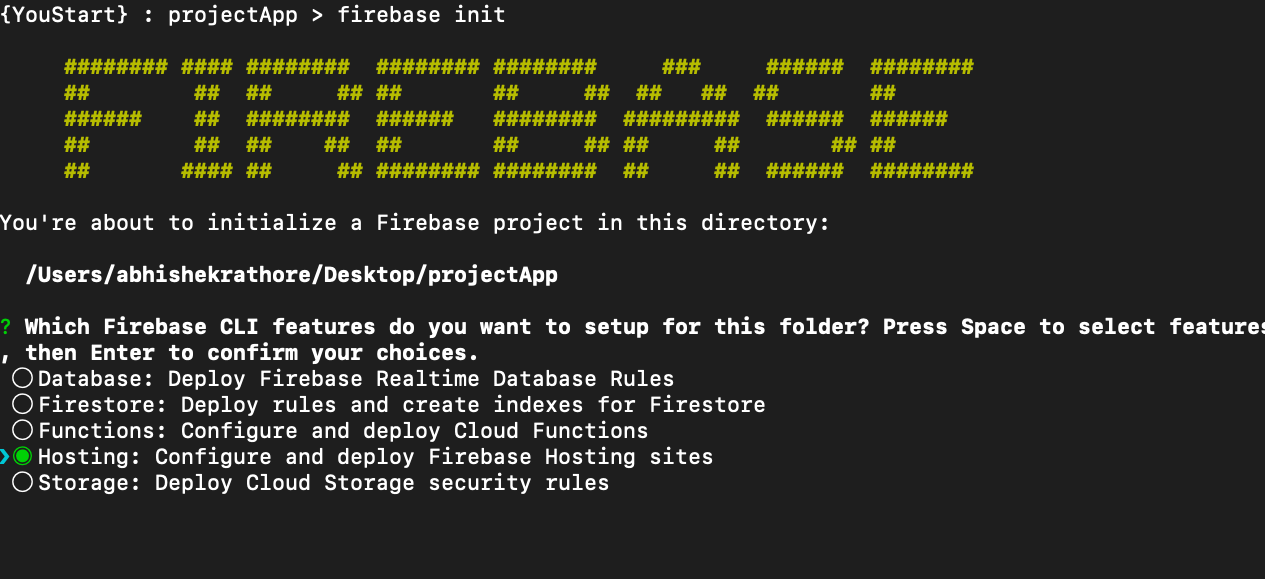 {YouStart} : projectApp > firebase init
######## #### ########  ######## ########     ###     ######  ########
##        ##  ##     ## ##       ##     ##  ##   ##  ##       ##
######    ##  ########  ######   ########  #########  ######  ######
##        ##  ##    ##  ##       ##     ## ##     ##       ## ##
##       #### ##     ## ######## ########  ##     ##  ######  ########
You're about to initialize a Firebase project in this directory:
/Users/abhishekrathore/Desktop/projectApp
? Which Firebase CLI features do you want to setup for this folder? Press Space to select features
, then Enter to confirm your choices.
◯ Database: Deploy Firebase Realtime Database Rules
◯ Firestore: Deploy rules and create indexes for Firestore
◯ Functions: Configure and deploy Cloud Functions
❯◉ Hosting: Configure and deploy Firebase Hosting sites
◯ Storage: Deploy Cloud Storage security rules